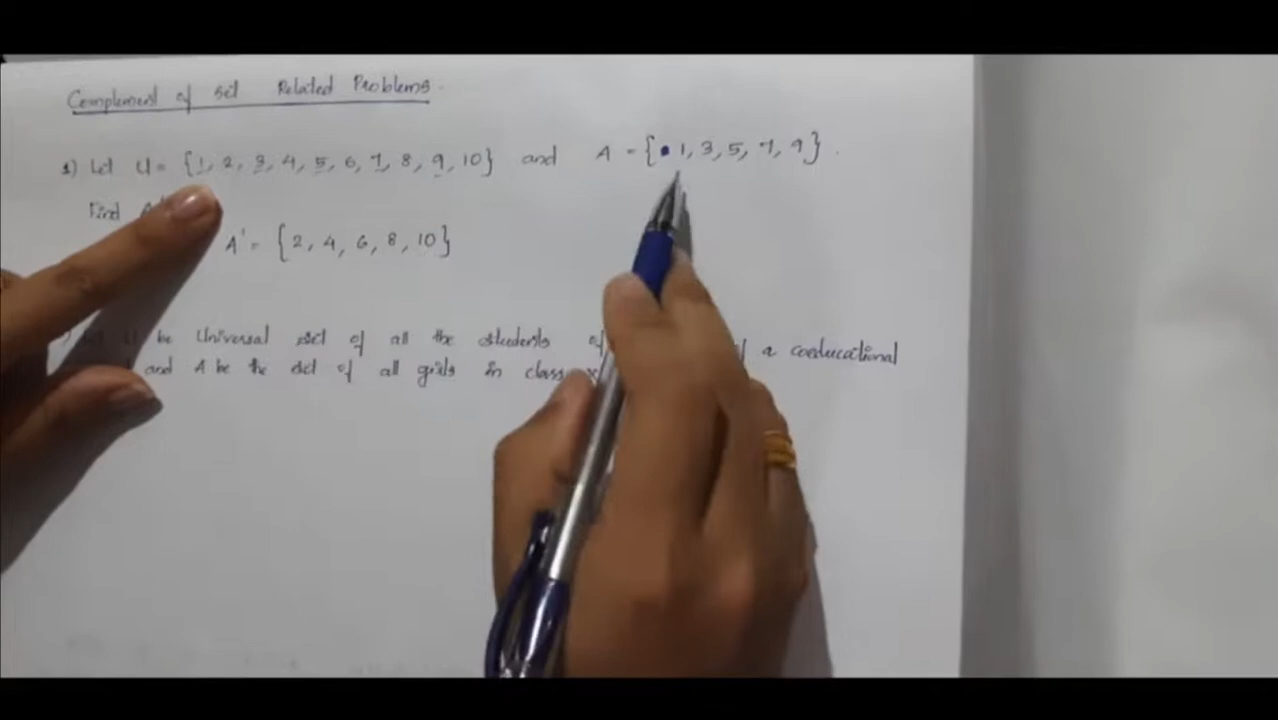 Complement of set Related Problems.
1) Let U = {1, 2, 3, 4, 5, 6, 7, 8, 9, 10} and A = {1, 3, 5, 7, 9}.
Find
A' = {2, 4, 6, 8, 10}
be Universal set of all the students of a coeducational
and A be the set of all girls in class